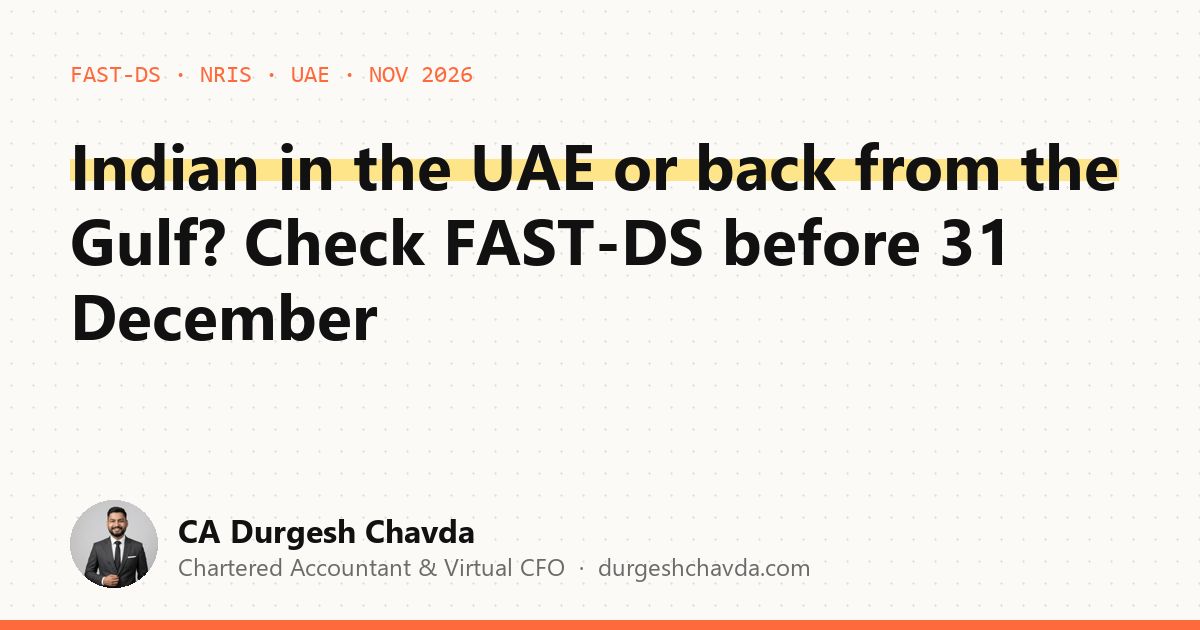 FAST-DS · NRIS · UAE · NOV 2026
Indian in the UAE or back from the
Gulf? Check FAST-DS before 31
December
CA Durgesh Chavda
Chartered Accountant & Virtual CFO · durgeshchavda.com